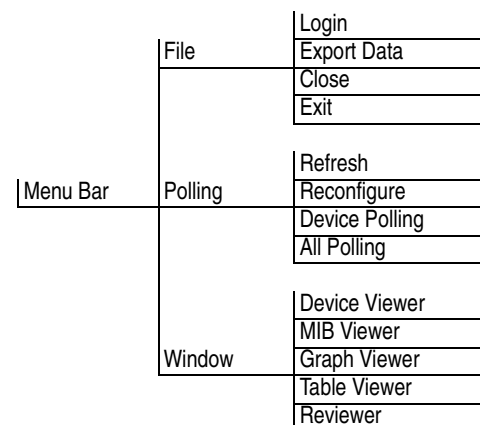 Login
File
Export Data
Close
Exit
Refresh
Menu Bar
Polling
Reconfigure
Device Polling
All Polling
Device Viewer
MIB Viewer
Window
Graph Viewer
Table Viewer
Reviewer